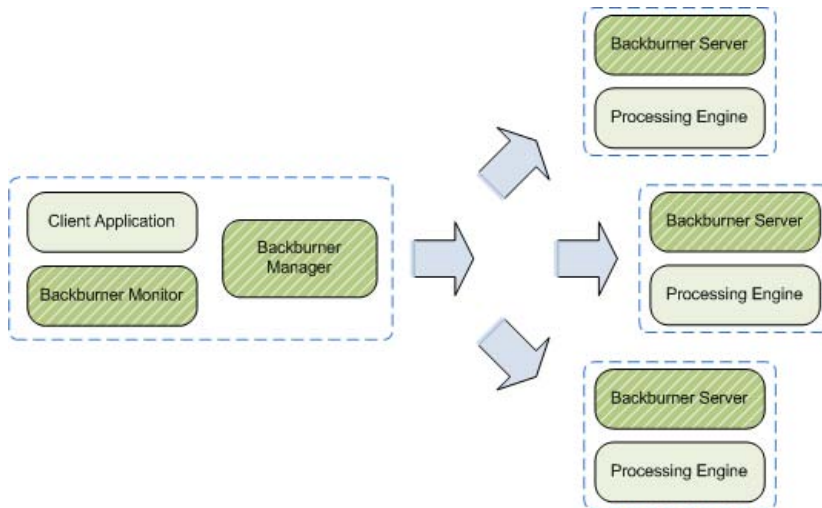 Client Application
Backburner Monitor
Backburner
Manager
Backburner Server
Processing Engine
Backburner Server
Processing Engine
Backburner Server
Processing Engine